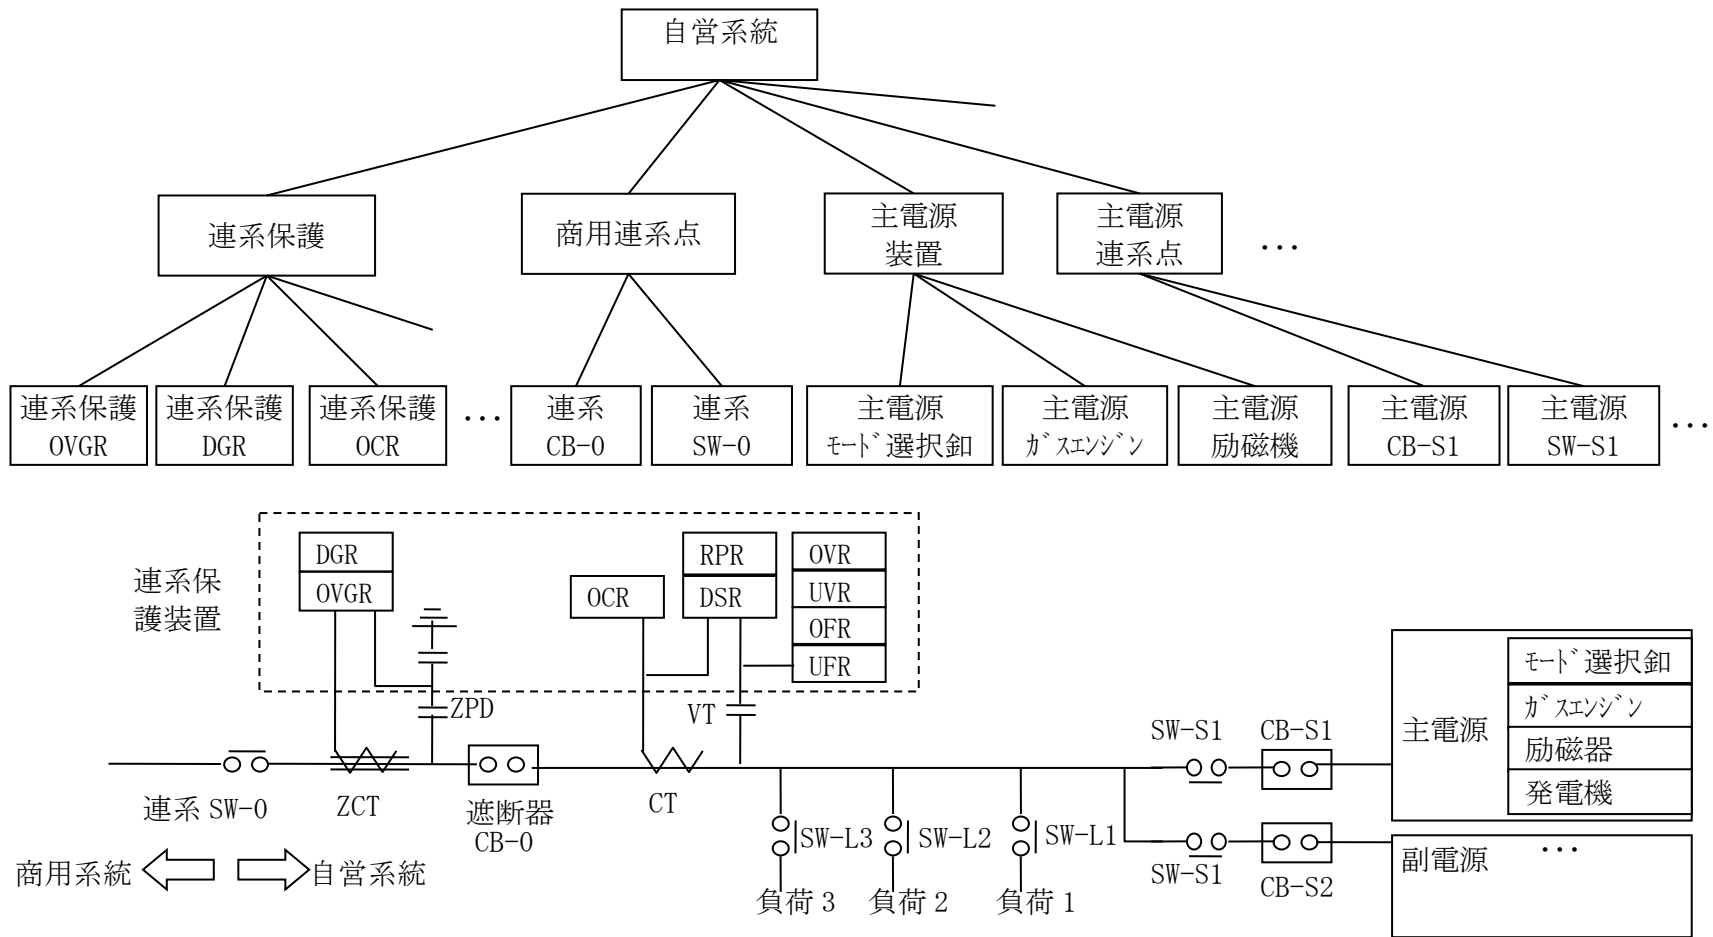 自営系統
連系保護
商用連系点
主電源
装置
主電源
連系点
…
連系保護
OVGR
連系保護
DGR
連系保護
OCR
…
連系
CB-0
連系
SW-0
主電源
ﾓｰﾄﾞ選択釦
主電源
ｶﾞｽｴﾝｼﾞﾝ
主電源
励磁機
主電源
CB-S1
主電源
SW-S1
…
連系保
護装置
DGR
OVGR
OCR
RPR
DSR
OVR
UVR
OFR
UFR
ZPD
VT
連系 SW-0
ZCT
遮断器
CB-0
CT
SW-L3
SW-L2
SW-L1
負荷 3
負荷 2
負荷 1
SW-S1
CB-S1
SW-S1
CB-S2
主電源
ﾓｰﾄﾞ選択釦
ｶﾞｽｴﾝｼﾞﾝ
励磁器
発電機
副電源
…
商用系統
自営系統